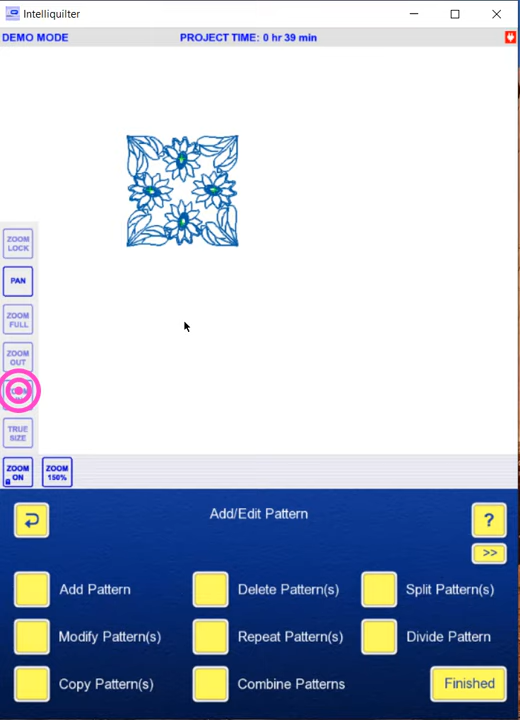 Intelliquilter
DEMO MODE PROJECT TIME: 0 hr 39 min
ZOOM
LOCK
PAN
ZOOM
FULL
ZOOM
OUT
TRUE
SIZE
ZOOM
ON
ZOOM
150%
Add/Edit Pattern
?
>>
Add Pattern Delete Pattern(s) Split Pattern(s)
Modify Pattern(s) Repeat Pattern(s) Divide Pattern
Copy Pattern(s) Combine Patterns Finished